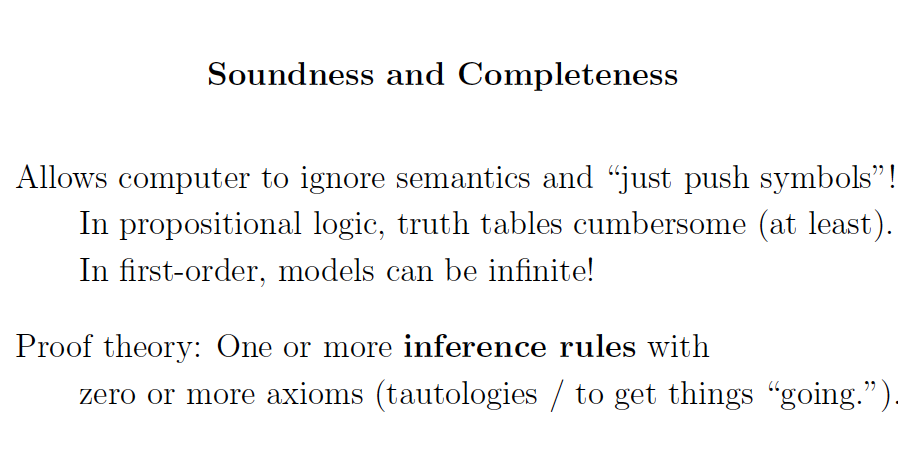 Soundness and Completeness
Allows computer to ignore semantics and “just push symbols”!
In propositional logic, truth tables cumbersome (at least).
In first-order, models can be infinite!
Proof theory: One or more inference rules with
zero or more axioms (tautologies / to get things “going.”).